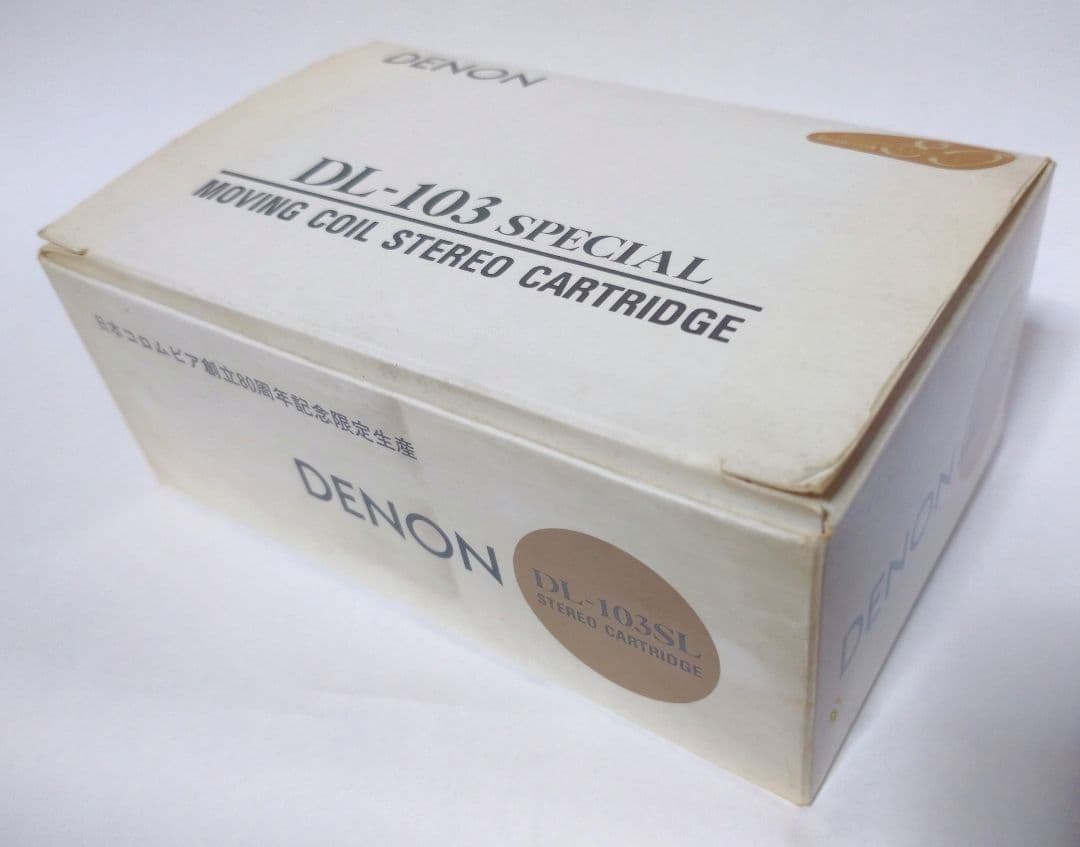 DENON
80
DL-103 SPECIAL
MOVING COIL STEREO CARTRIDGE
日本コロムビア創立80周年記念限定生産
DENON
DL-103SL
STEREO CARTRIDGE
DENON